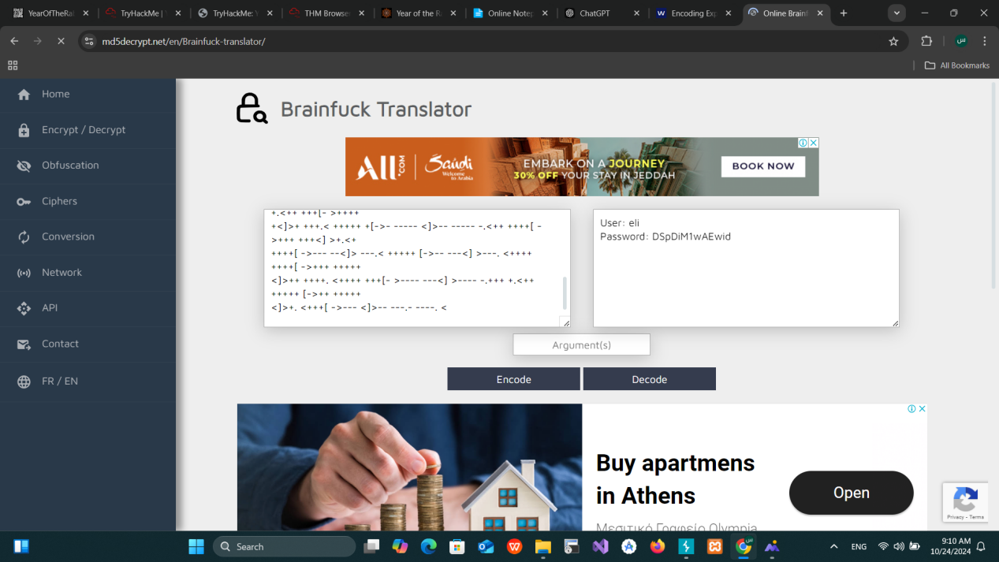 YearOfTheRa
TryHackMe |
TryHackMe: Y
THM Browse
Year of the Ra
Online Notep
ChatGPT
Encoding Exp
Online Brainf
md5decrypt.net/en/Brainfuck-translator/
س
All Bookmarks
Home
Encrypt / Decrypt
Obfuscation
Ciphers
Conversion
Network
API
Contact
FR / EN
Brainfuck Translator
ALL.COM
Saudi
Welcome to Arabia
EMBARK ON A JOURNEY
30% OFF YOUR STAY IN JEDDAH
BOOK NOW
+.<++ +++[- >++++
+<]>+ +++.< +++++ +[->- ----- <]>-- ----- -.<++ ++++[ -
>+++ +++<] >+.<+
++++[ ->--- --<]> ---.< +++++ [->-- ---<] >---. <++++
++++[ ->+++ +++++
<]>++ ++++. <++++ +++[- >---- ---<] >---- -.+++ +.<++
+++++ [->++ +++++
<]>+. <+++[ ->--- <]>-- ---.- ----. <
User: eli
Password: DSpDiM1wAEwid
Argument(s)
Encode
Decode
Buy apartmens
in Athens
Μεσιτικό Γραφείο Olympia
Open
Privacy - Terms
Search
ENG
9:10 AM
10/24/2024